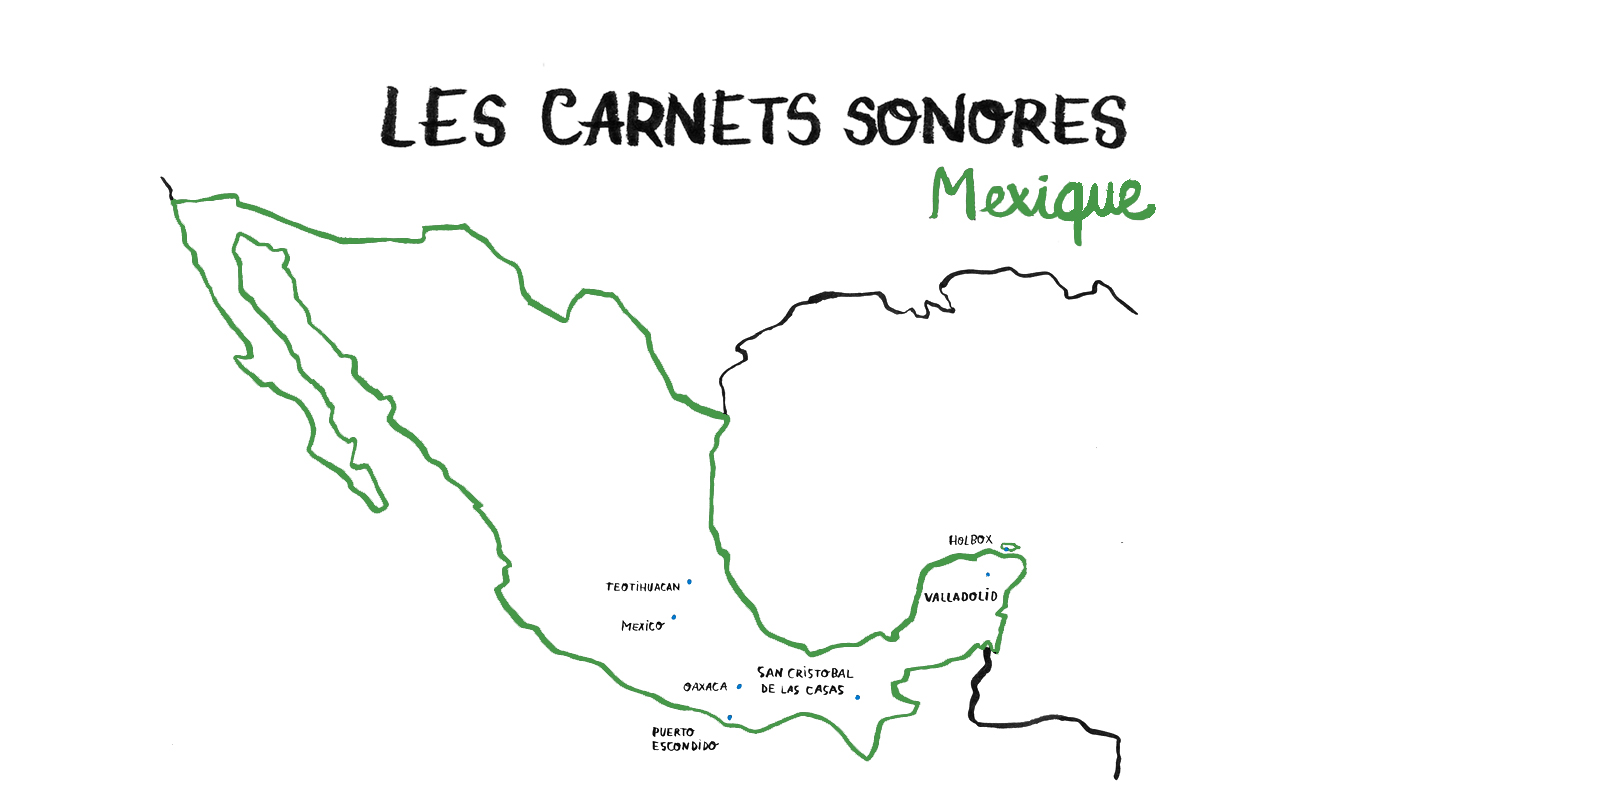 LES CARNETS SONORES
Mexique
HOLBOX
VALLADOLID
TEOTIHUACAN
MEXICO
SAN CRISTOBAL
DE LAS CASAS
OAXACA
PUERTO
ESCONDIDO